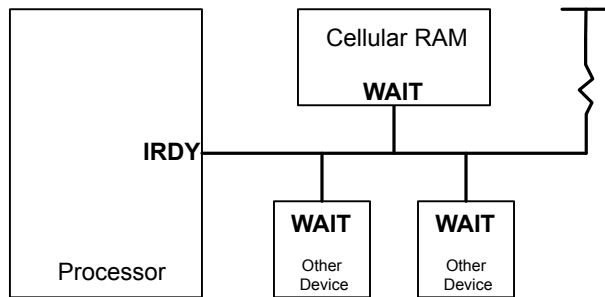 Cellular RAM
WAIT
IRDY
WAIT
WAIT
Other
Device
Other
Device
Processor